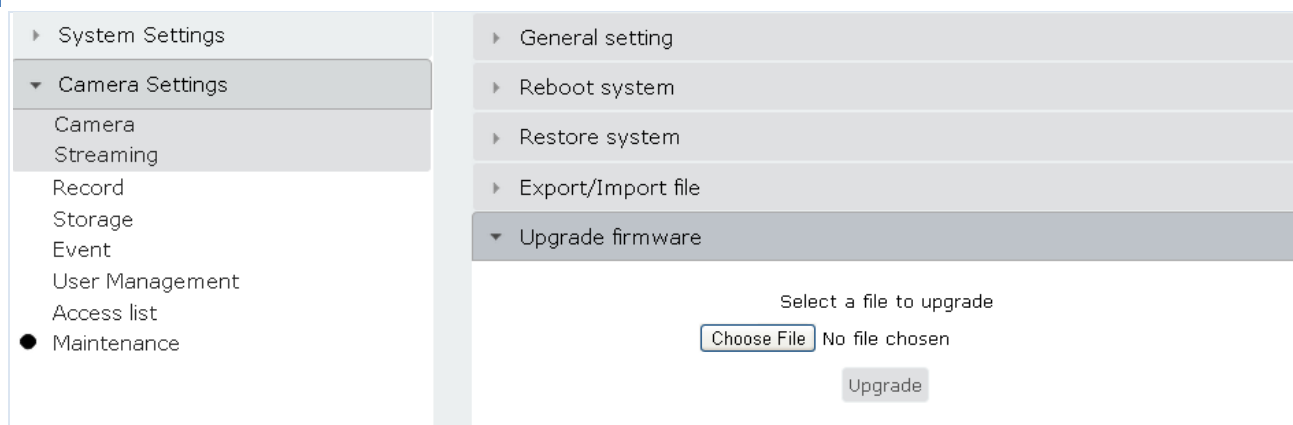 System Settings
Camera Settings
Camera
Streaming
Record
Storage
Event
User Management
Access list
Maintenance
General setting
Reboot system
Restore system
Export/Import file
Upgrade firmware
Select a file to upgrade
Choose File No file chosen
Upgrade